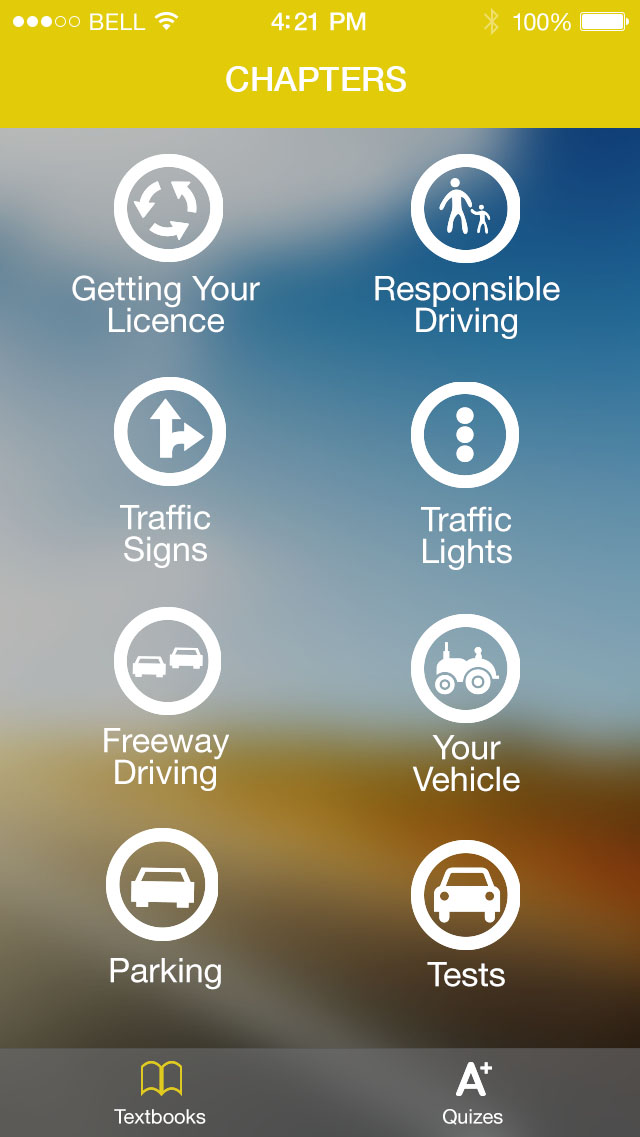 BELL 4:21 PM 100%
CHAPTERS
Getting Your
Licence
Responsible
Driving
Traffic
Signs
Traffic
Lights
Freeway
Driving
Your
Vehicle
Parking
Tests
A+
Textbooks
Quizes